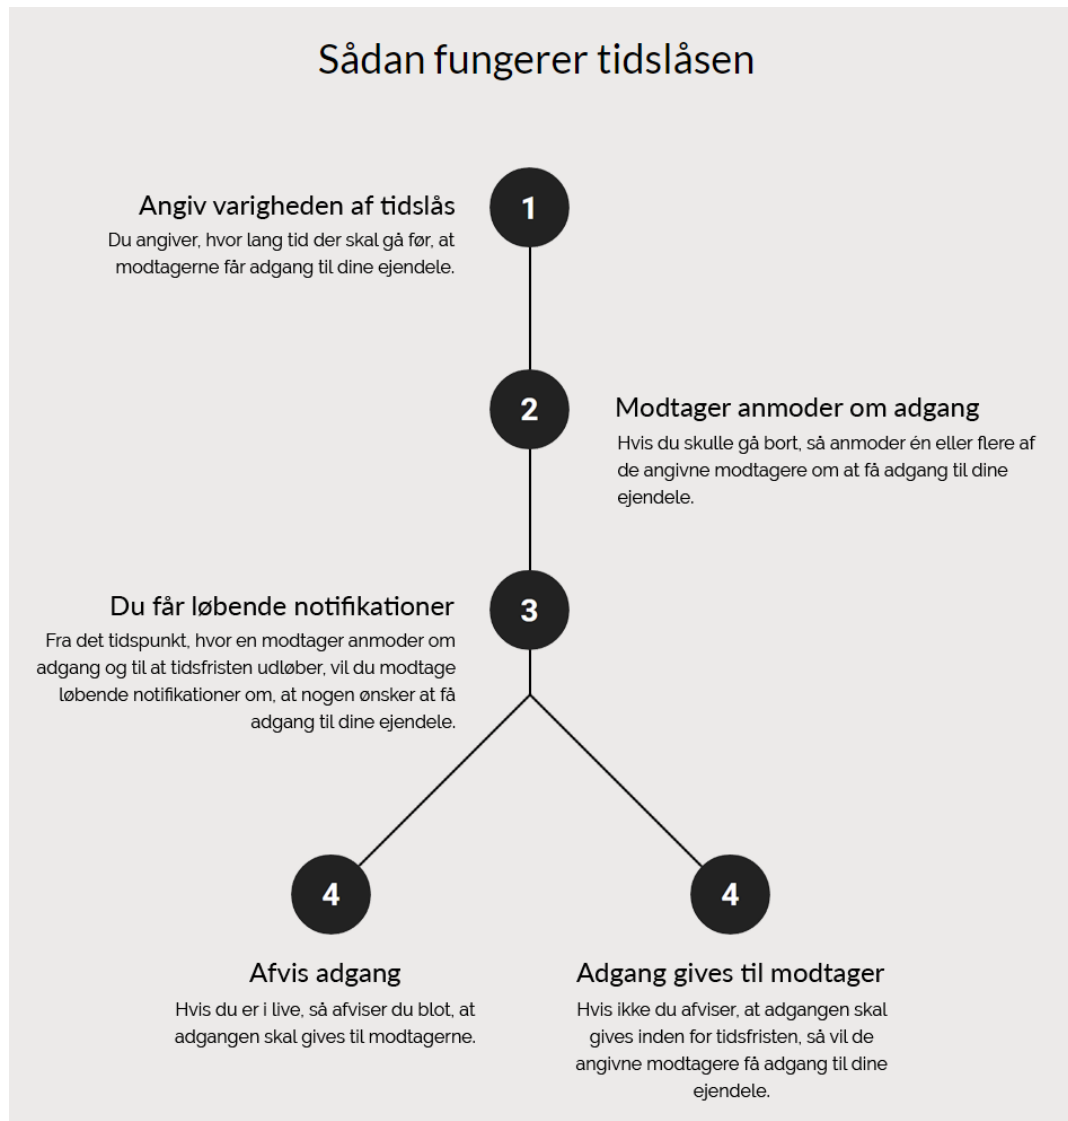 Sådan fungerer tidslåsen
1
Angiv varigheden af tidslås
Du angiver, hvor lang tid der skal gå før, at
modtagerne får adgang til dine ejendele.
2
Modtager anmoder om adgang
Hvis du skulle gå bort, så anmoder én eller flere af
de angivne modtagere om at få adgang til dine
ejendele.
3
Du får løbende notifikationer
Fra det tidspunkt, hvor en modtager anmoder om
adgang og til at tidsfristen udløber, vil du modtage
løbende notifikationer om, at nogen ønsker at få
adgang til dine ejendele.
4
Afvis adgang
Hvis du er i live, så afviser du blot, at
adgangen skal gives til modtagerne.
4
Adgang gives til modtager
Hvis ikke du afviser, at adgangen skal
gives inden for tidsfristen, så vil de
angivne modtagere få adgang til dine
ejendele.